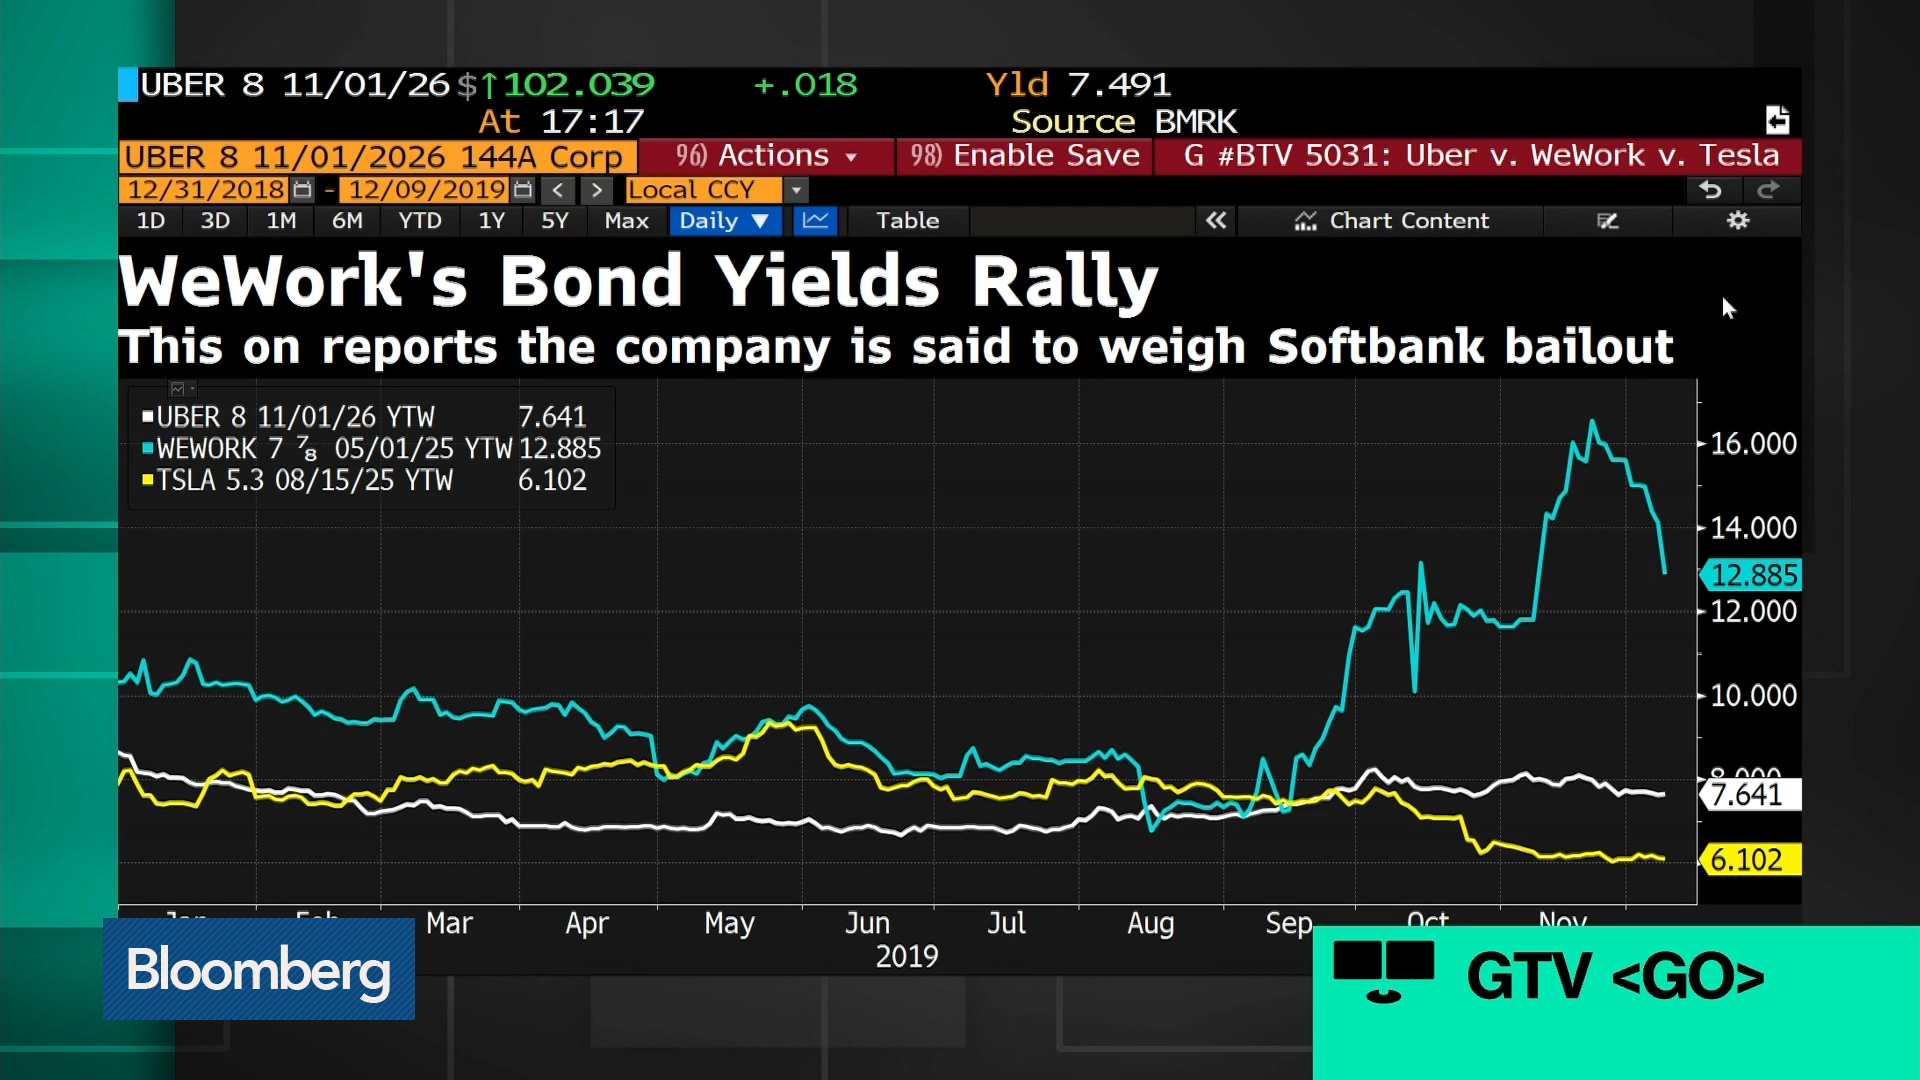 UBER 8 11/01/26 $↑102.039 +.018 Yld 7.491
At 17:17 Source BMRK
UBER 8 11/01/2026 144A Corp 96) Actions 98) Enable Save G #BTV 5031: Uber v. WeWork v. Tesla
12/31/2018 - 12/09/2019 < > Local CCY
1D 3D 1M 6M YTD 1Y 5Y Max Daily ▼ Table « Chart Content
WeWork's Bond Yields Rally
This on reports the company is said to weigh Softbank bailout
UBER 8 11/01/26 YTW 7.641
WEWORK 7 ⅞ 05/01/25 YTW 12.885
TSLA 5.3 08/15/25 YTW 6.102
16.000
14.000
12.885
12.000
10.000
8.000
7.641
6.102
Jan Feb Mar Apr May Jun Jul Aug Sep Oct Nov
2019
Bloomberg
GTV <GO>